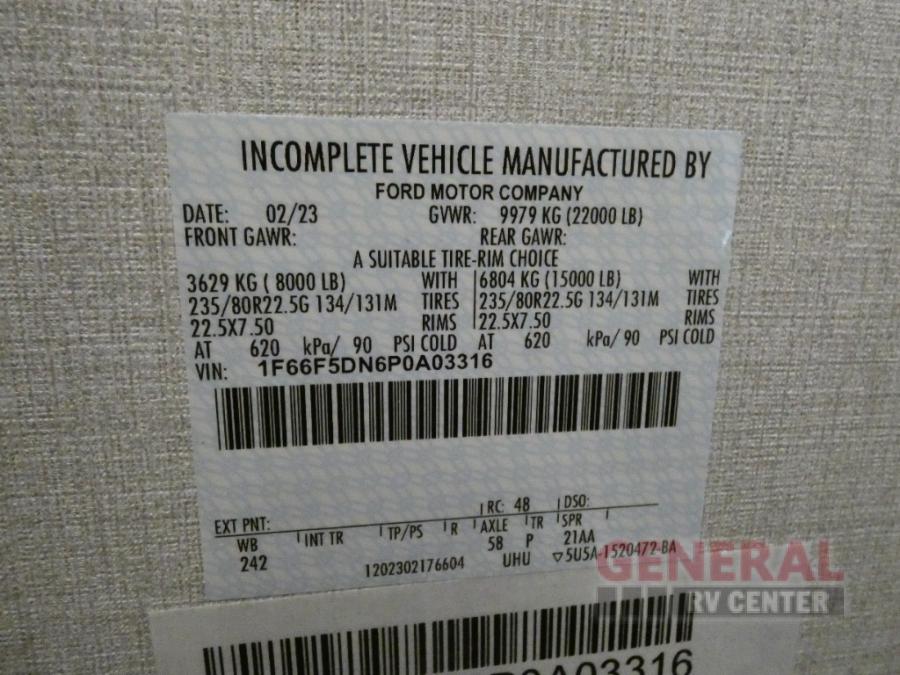 INCOMPLETE VEHICLE MANUFACTURED BY
FORD MOTOR COMPANY
DATE: 02/23 GVWR: 9979 KG (22000 LB)
FRONT GAWR: REAR GAWR:
A SUITABLE TIRE-RIM CHOICE
3629 KG ( 8000 LB) WITH 6804 KG (15000 LB) WITH
235/80R22.5G 134/131M TIRES 235/80R22.5G 134/131M TIRES
22.5X7.50 RIMS 22.5X7.50 RIMS
AT 620 kPa/ 90 PSI COLD AT 620 kPa/ 90 PSI COLD
VIN: 1F66F5DN6P0A03316
RC: 48 DSO:
EXT PNT:
WB INT TR TP/PS R AXLE TR SPR
242 58 P 21AA
1202302176604 UHU ▽5U5A-1520472-BA
GENERAL
RV CENTER
P0A03316